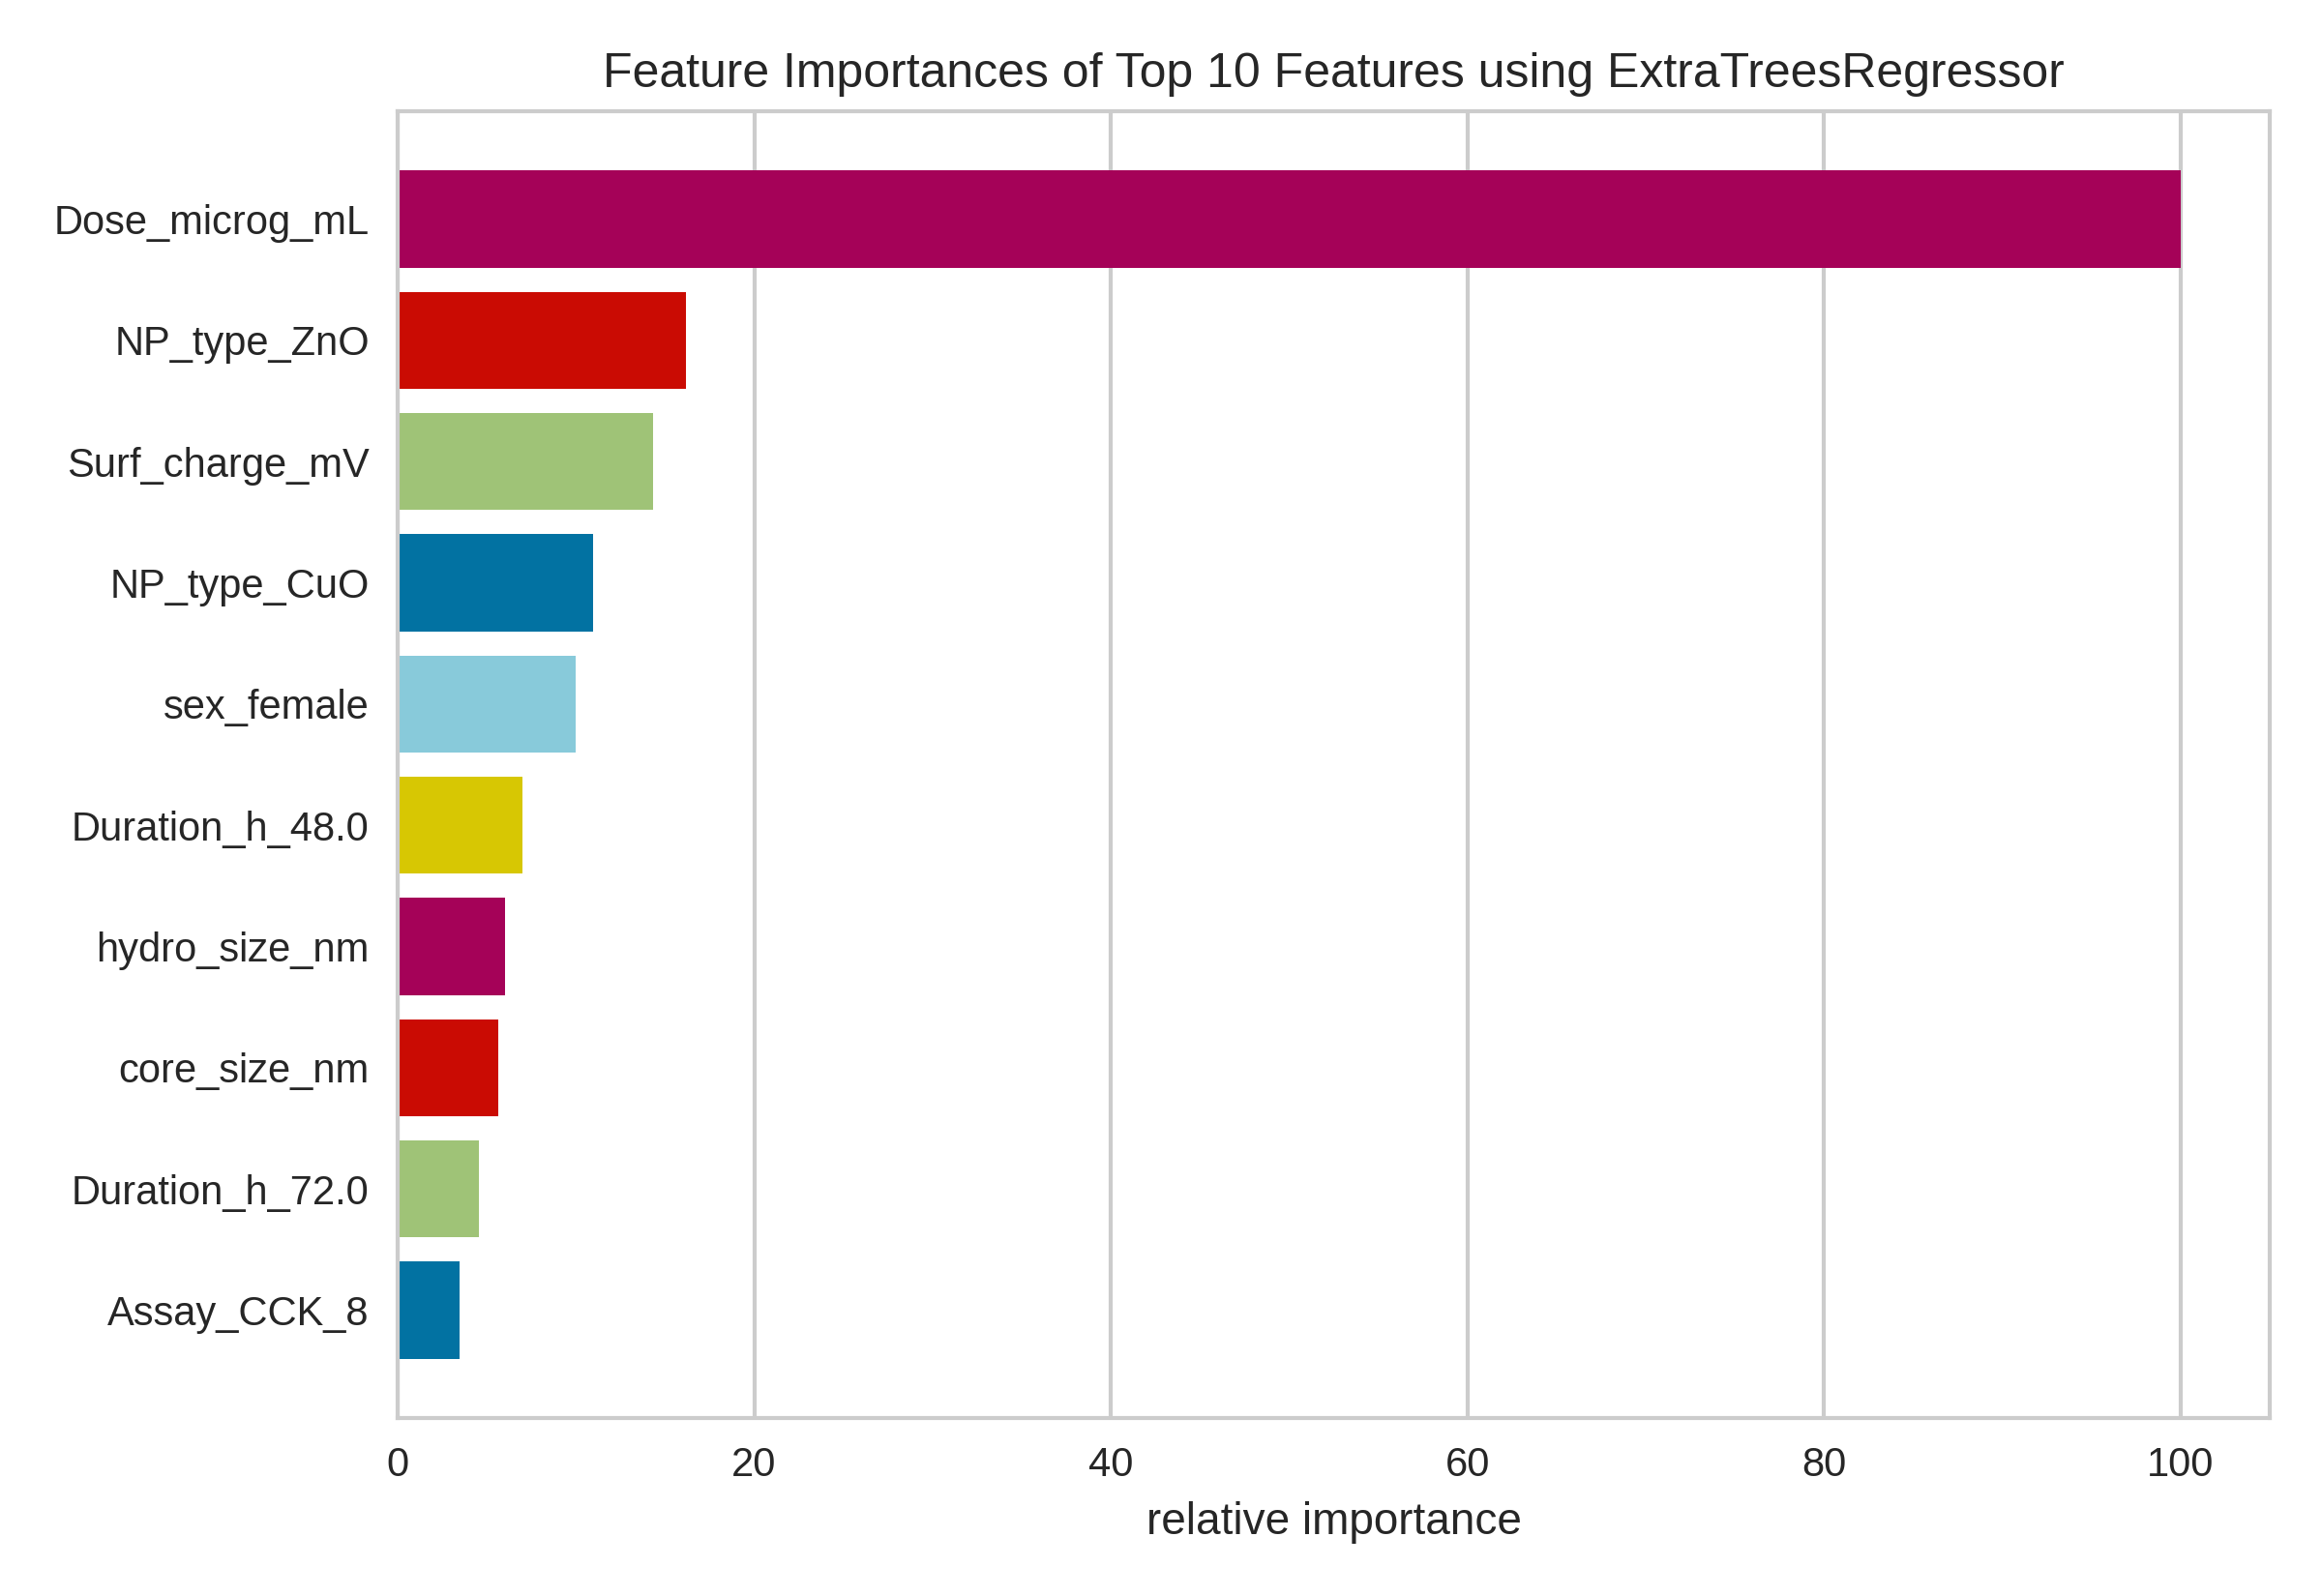 Feature Importances of Top 10 Features using ExtraTreesRegressor
Dose_microg_mL
NP_type_ZnO
Surf_charge_mV
NP_type_CuO
sex_female
Duration_h_48.0
hydro_size_nm
core_size_nm
Duration_h_72.0
Assay_CCK_8
0 20 40 60 80 100
relative importance